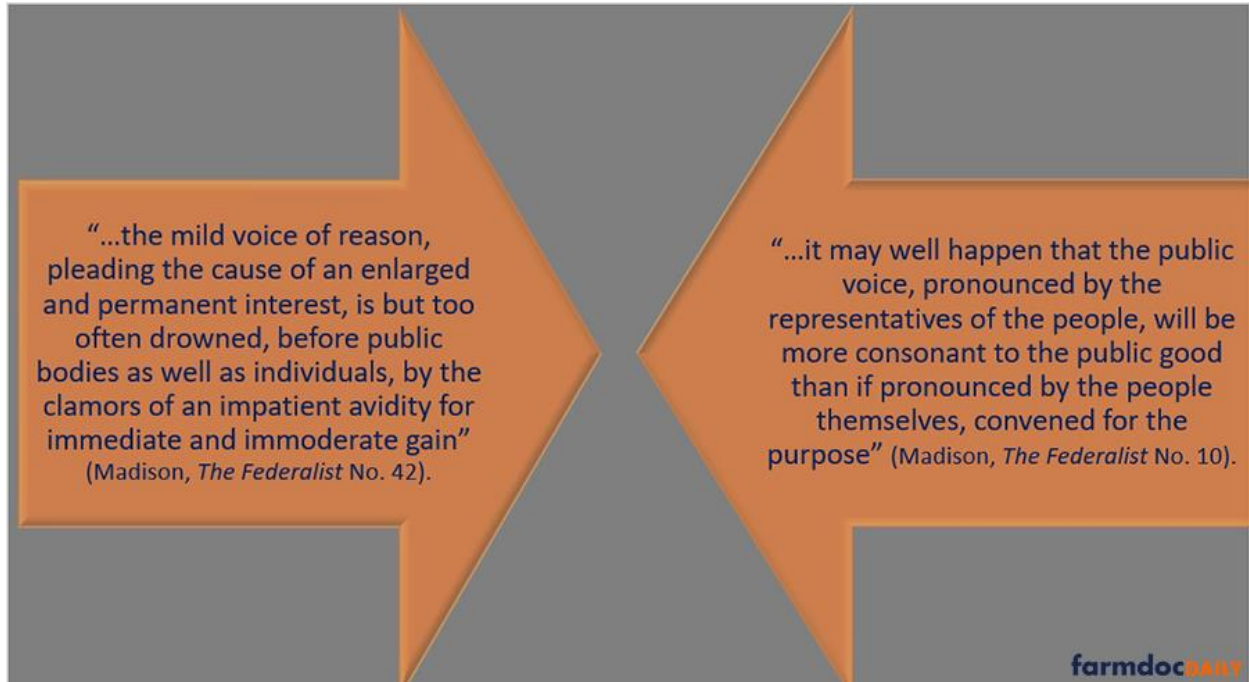 “...the mild voice of reason,
pleading the cause of an enlarged
and permanent interest, is but too
often drowned, before public
bodies as well as individuals, by the
clamors of an impatient avidity for
immediate and immoderate gain”
(Madison, The Federalist No. 42).
“...it may well happen that the public
voice, pronounced by the
representatives of the people, will be
more consonant to the public good
than if pronounced by the people
themselves, convened for the
purpose” (Madison, The Federalist No. 10).
farmdocDAILY